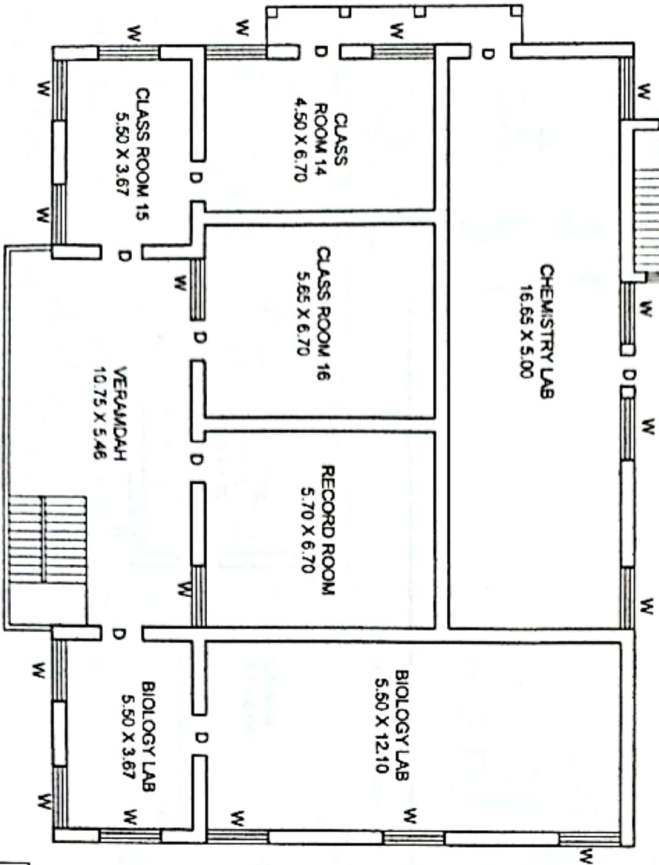 W
W
W
D
D
W
W
CLASS ROOM 15
5.50 X 3.67
CLASS
ROOM 14
4.50 X 6.70
D
W
D
W
W
CLASS ROOM 16
5.65 X 6.70
CHEMISTRY LAB
16.65 X 5.00
D
D
W
VERAMDAH
10.75 X 5.46
D
RECORD ROOM
5.70 X 6.70
W
W
D
W
BIOLOGY LAB
5.50 X 3.67
D
BIOLOGY LAB
5.50 X 12.10
W
W
W
W
W